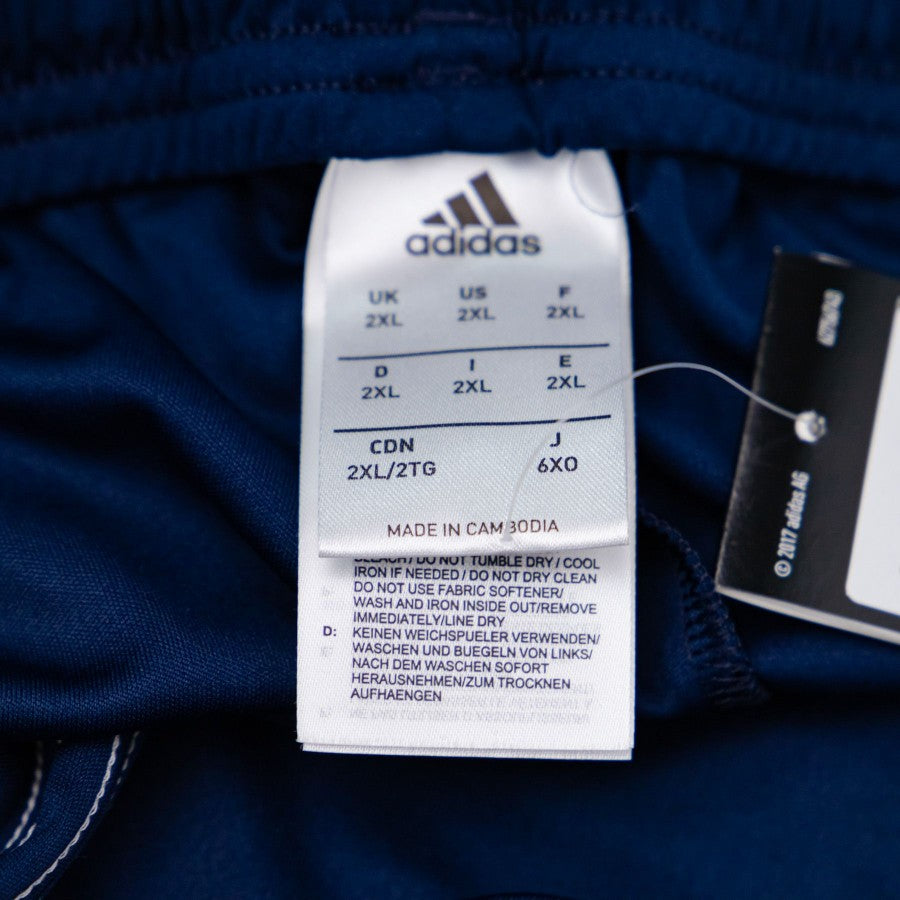 adidas
UK US F
2XL 2XL 2XL
D I E
2XL 2XL 2XL
CDN J
2XL/2TG 6XO
MADE IN CAMBODIA
BLEACH / DO NOT TUMBLE DRY / COOL
IRON IF NEEDED / DO NOT DRY CLEAN
DO NOT USE FABRIC SOFTENER/
WASH AND IRON INSIDE OUT/REMOVE
IMMEDIATELY/LINE DRY
D: KEINEN WEICHSPUELER VERWENDEN/
WASCHEN UND BUEGELN VON LINKS/
NACH DEM WASCHEN SOFORT
HERAUSNEHMEN/ZUM TROCKNEN
AUFHAENGEN
© 2017 adidas AG